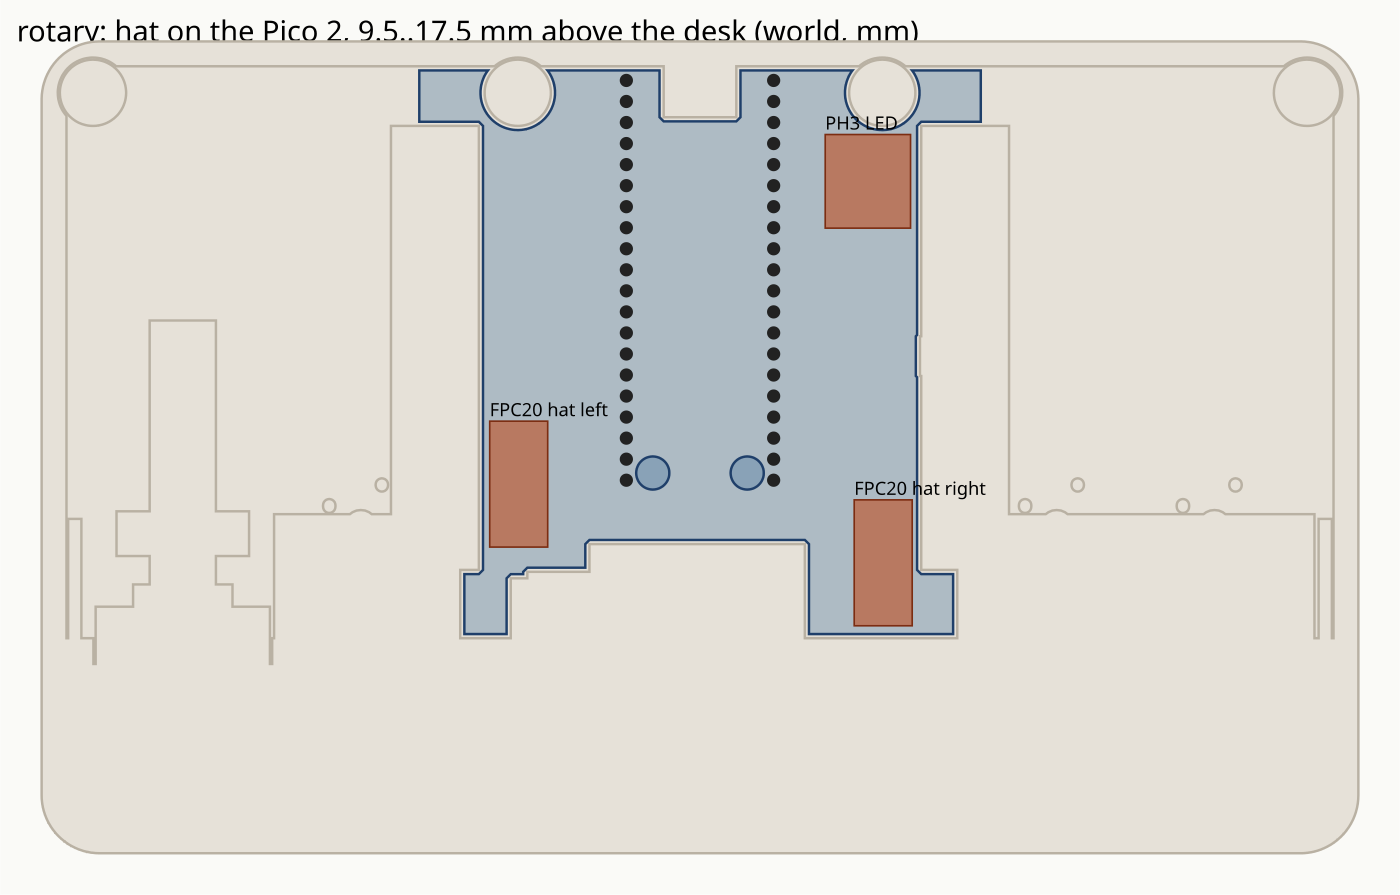 rotary: hat on the Pico 2, 9.5..17.5 mm above the desk (world, mm)
PH3 LED
FPC20 hat left
FPC20 hat right